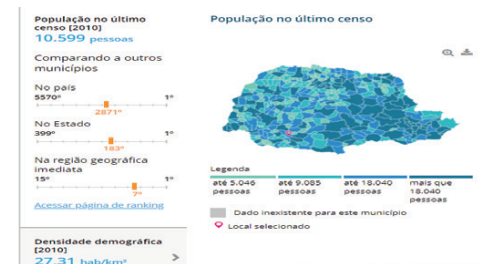 População no último
censo [2010]
10.599 pessoas
Comparando a outros
municípios
No país
5570º 1º
2871º
No Estado
399º 1º
183º
Na região geográfica
imediata
15º 1º
7º
Acessar página de ranking
Densidade demográfica
[2010]
27,31 hab/km²
População no último censo
Legenda
até 5.046
pessoas
até 9.085
pessoas
até 18.040
pessoas
mais que
18.040
pessoas
Dado inexistente para este município
Local selecionado